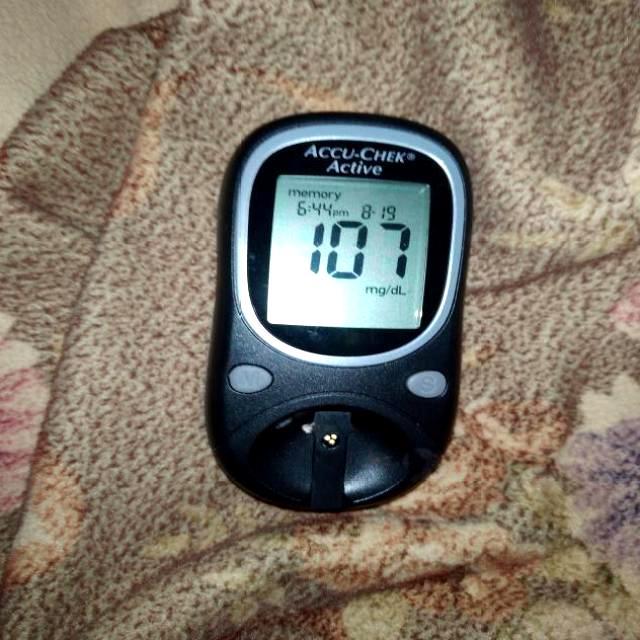 ACCU-CHEK®
Active
memory
6:44pm 8-19
107
mg/dL
M S